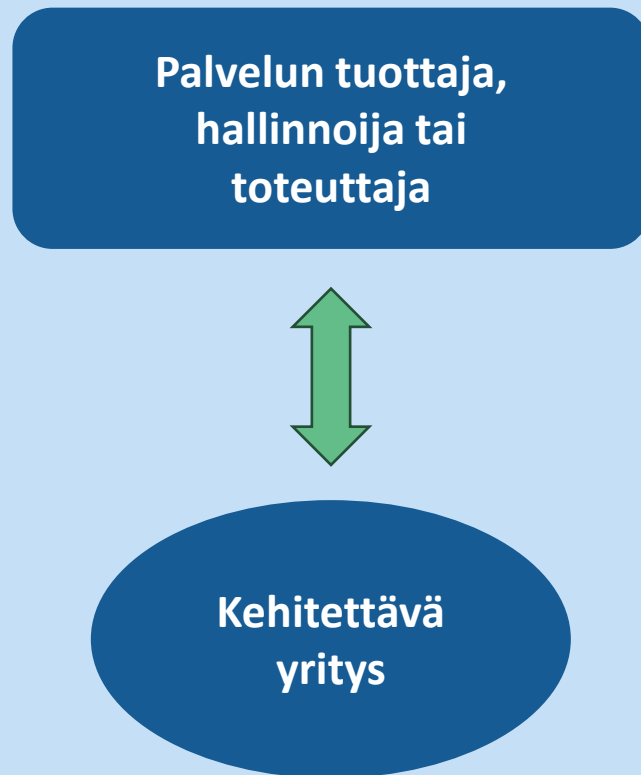 Palvelun tuottaja,
hallinnoija tai
toteuttaja
Kehitettävä
yritys